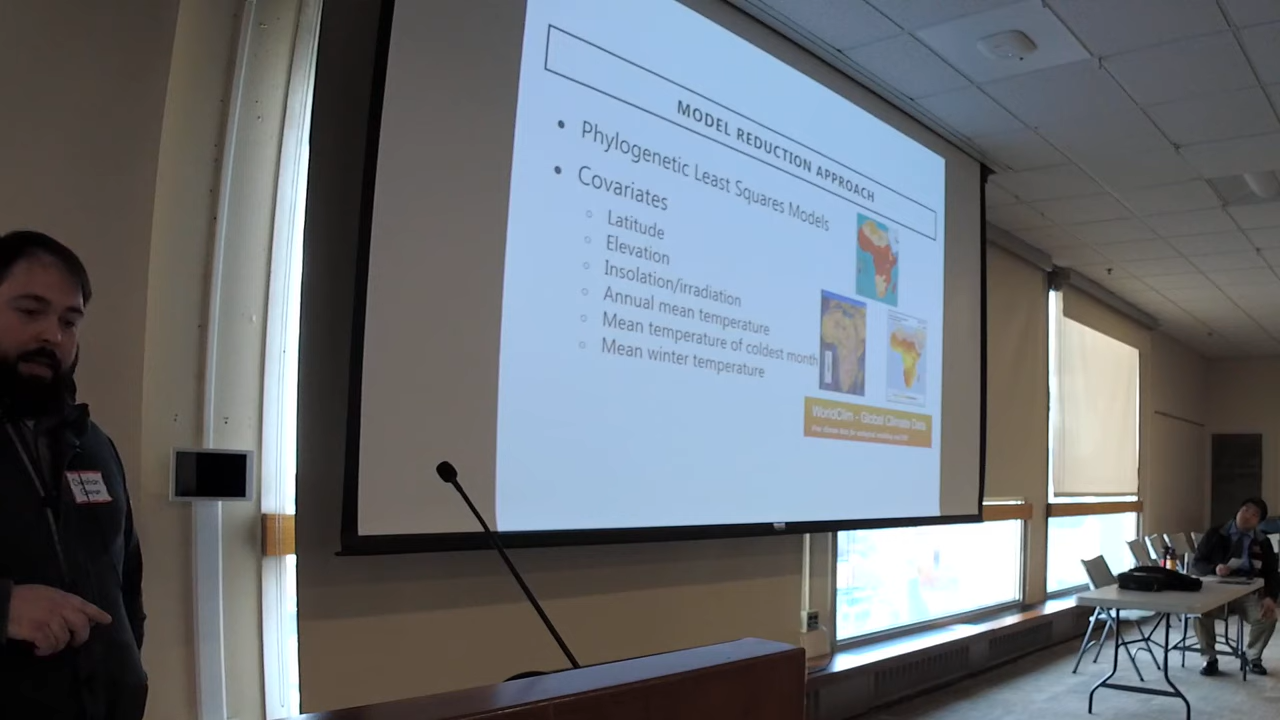 MODEL REDUCTION APPROACH
Phylogenetic Least Squares Models
Covariates
Latitude
Elevation
Insolation/irradiation
Annual mean temperature
Mean temperature of coldest month
Mean winter temperature
WorldClim - Global Climate Data